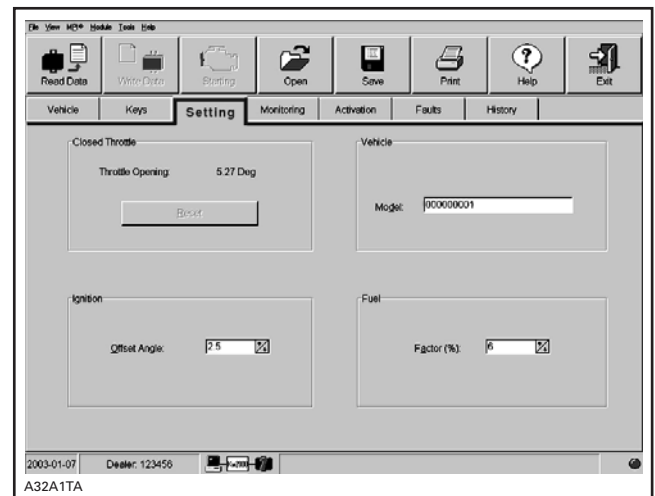 File View MPI* Module Tools Help
Read Data Write Data Starting Open Save Print Help Exit
Vehicle Keys Setting Monitoring Activation Faults History
Closed Throttle
Throttle Opening: 5.27 Deg
Reset
Vehicle
Model: 000000001
Ignition
Offset Angle: 2.5
Fuel
Factor (%): 6
2003-01-07 Dealer: 123456
A32A1TA